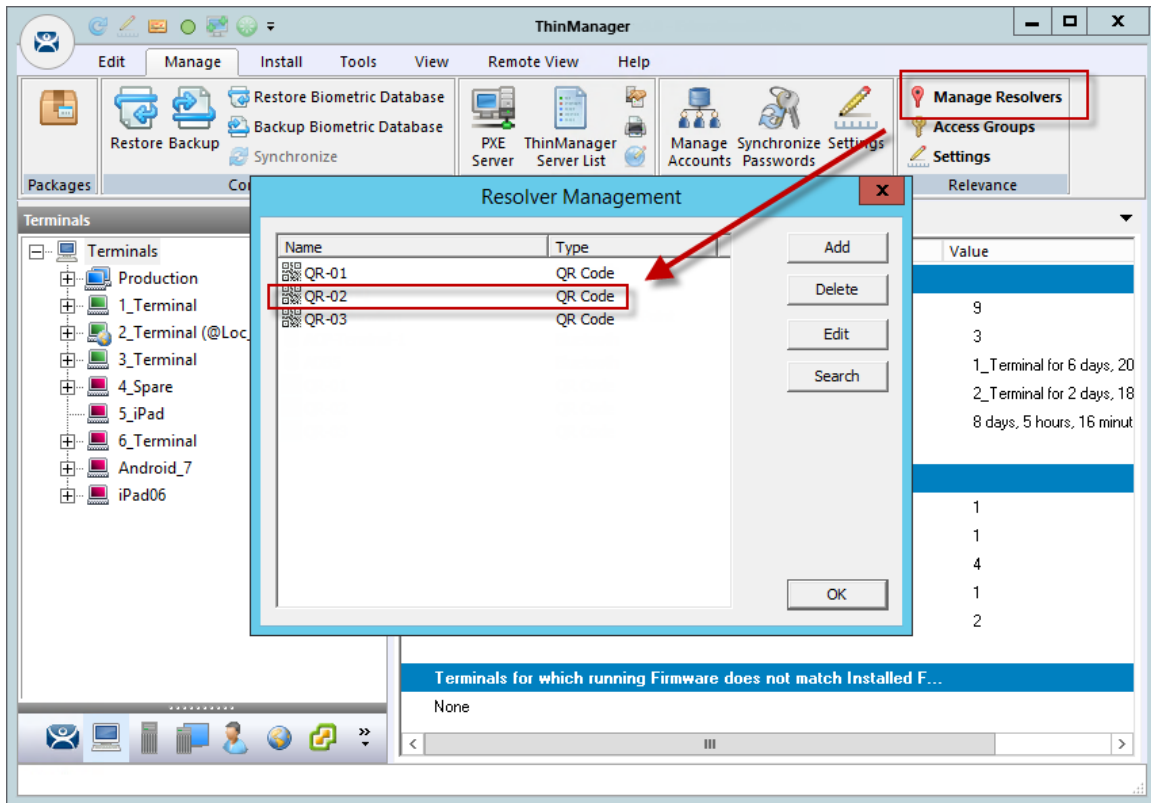 ThinManager
Edit Manage Install Tools View Remote View Help
Restore Backup
Restore Biometric Database
Backup Biometric Database
Synchronize
PXE Server
ThinManager Server List
Manage Accounts
Synchronize Passwords
Settings
Manage Resolvers
Access Groups
Settings
Packages
Relevance
Terminals
Terminals
Production
1_Terminal
2_Terminal (@Loc_
3_Terminal
4_Spare
5_iPad
6_Terminal
Android_7
iPad06
Resolver Management
x
Name Type
QR-01 QR Code
QR-02 QR Code
QR-03 QR Code
Add
Delete
Edit
Search
OK
Value
9
3
1_Terminal for 6 days, 20
2_Terminal for 2 days, 18
8 days, 5 hours, 16 minut
1
1
4
1
2
Terminals for which running Firmware does not match Installed F...
None